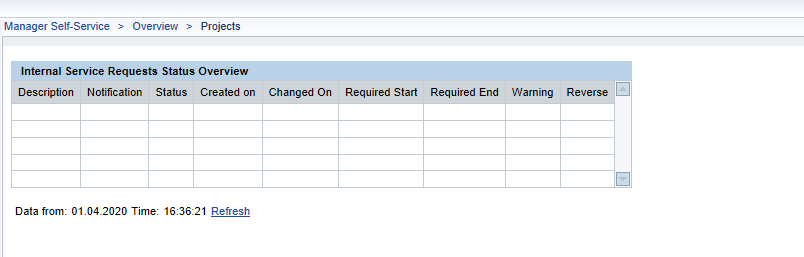 Manager Self-Service > Overview > Projects
Internal Service Requests Status Overview
Description Notification Status Created on Changed On Required Start Required End Warning Reverse
Data from: 01.04.2020 Time: 16:36:21 Refresh